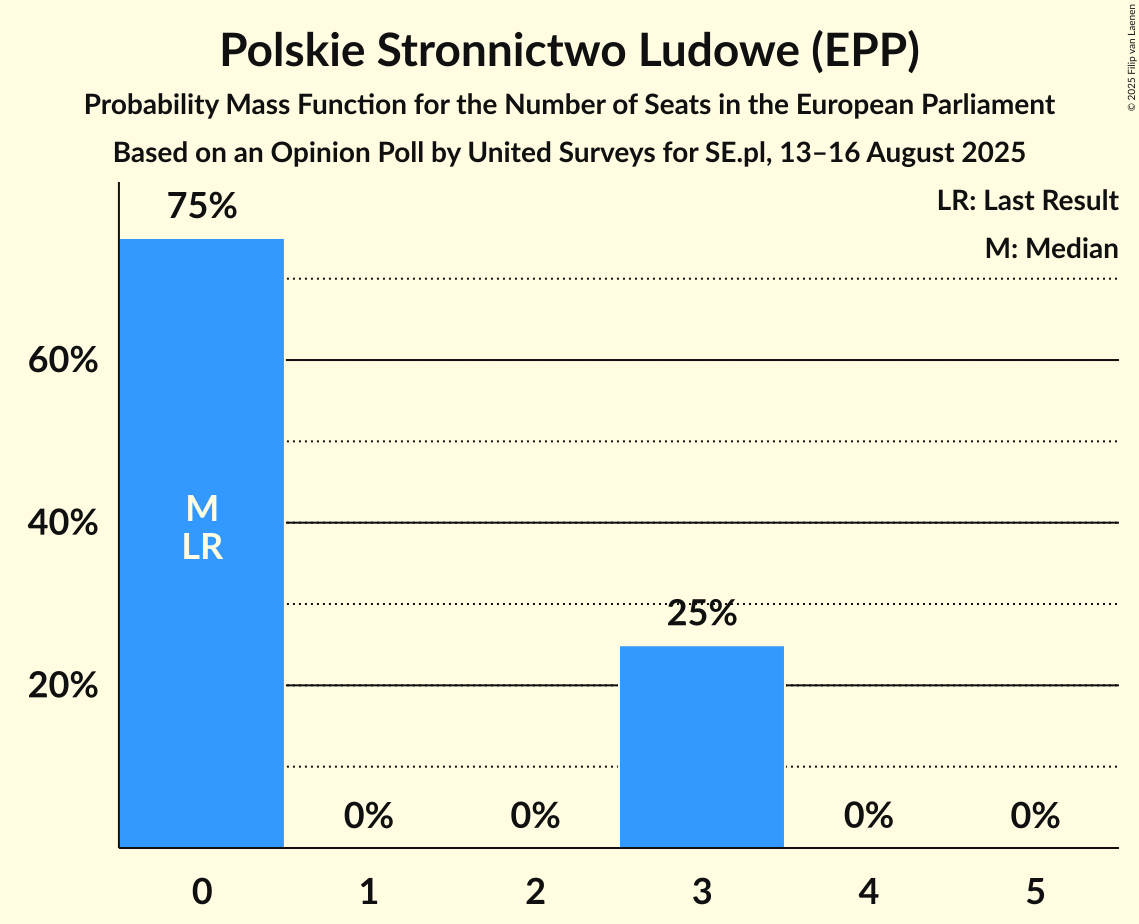 Polskie Stronnictwo Ludowe (EPP)
Probability Mass Function for the Number of Seats in the European Parliament
Based on an Opinion Poll by United Surveys for SE.pl, 13–16 August 2025
© 2025 Filip van Laenen
LR: Last Result
M: Median
75%
60%
40%
20%
M
LR
25%
0%
0%
0%
0%
0
1
2
3
4
5